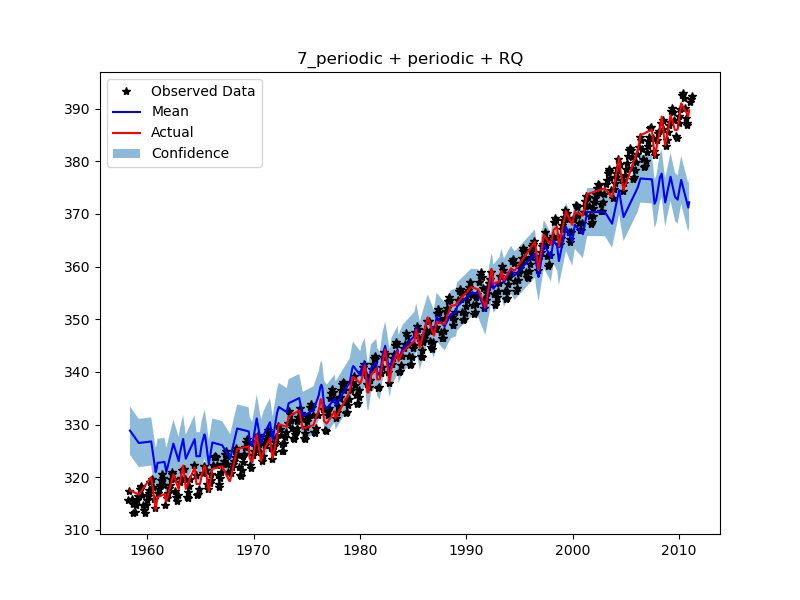 7_periodic + periodic + RQ
Observed Data
Mean
Actual
Confidence
390
380
370
360
350
340
330
320
310
1960 1970 1980 1990 2000 2010